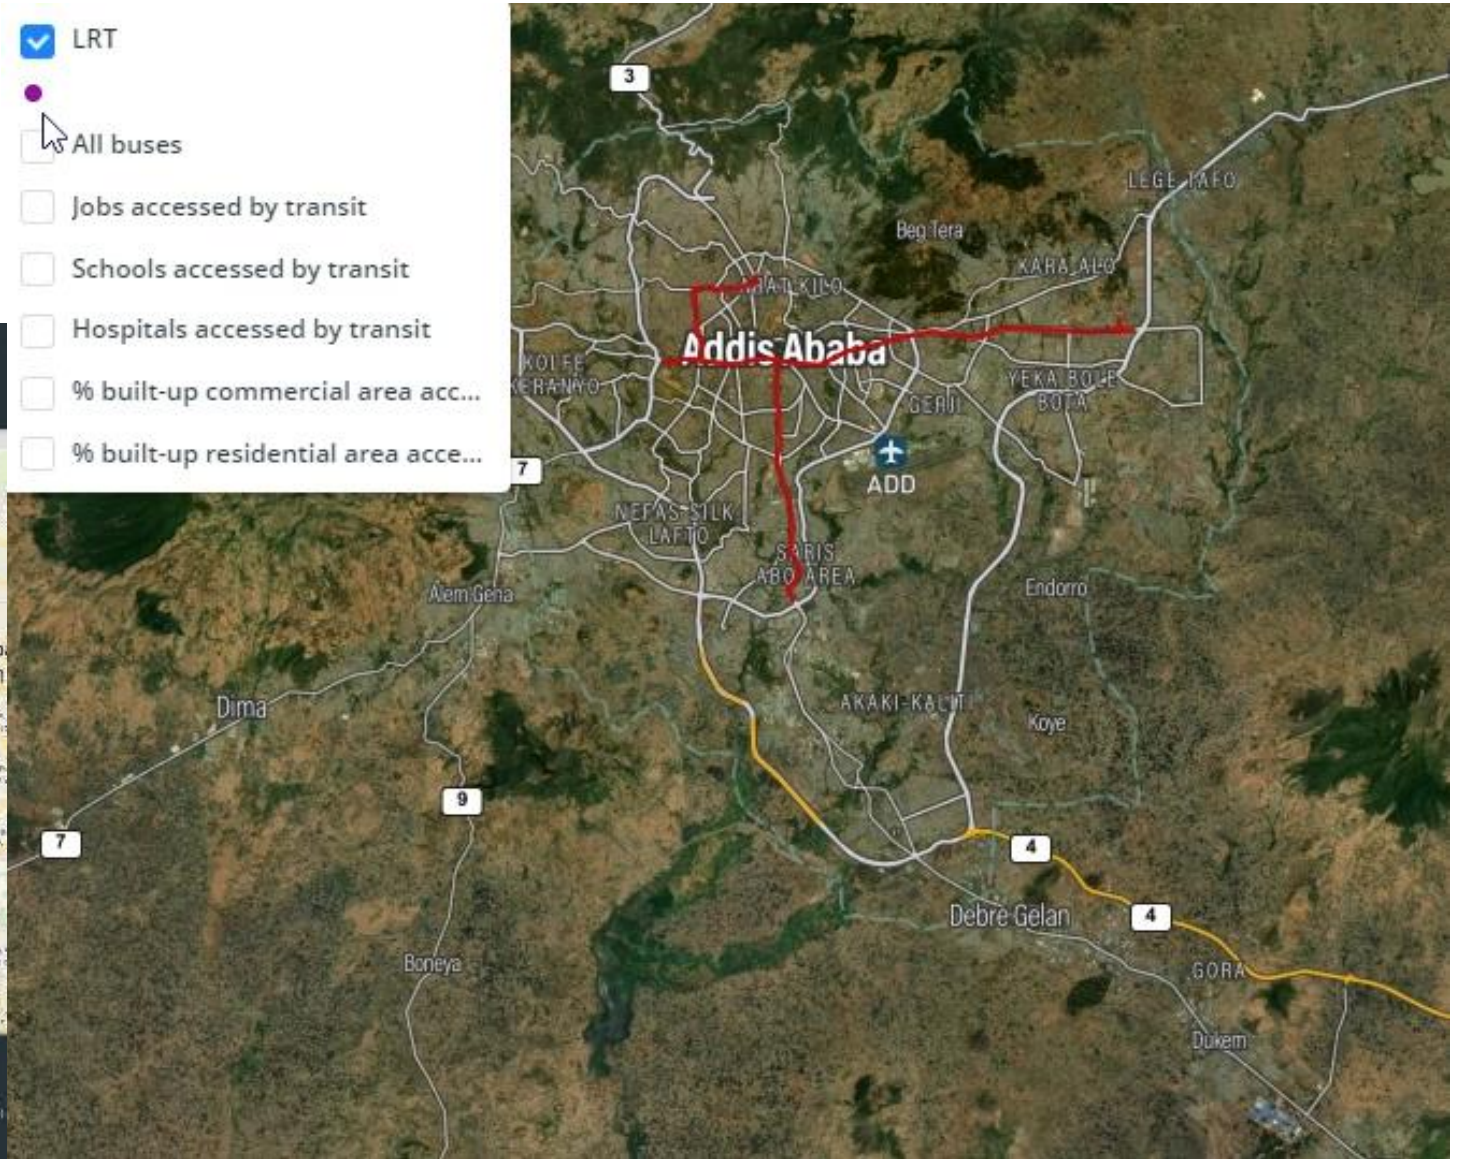 LRT
All buses
Jobs accessed by transit
Schools accessed by transit
Hospitals accessed by transit
% built-up commercial area acc...
% built-up residential area acce...
3
LEGE TAFO
Beg Tera
KARA ALO
ARAT KILO
Addis Ababa
KOLFE
KERANYO
YEKA BOLE
BOTA
GERJI
7
ADD
NEFAS SILK
LAFTO
SARIS
ABO AREA
Alem Gena
Endorro
Dima
AKAKI-KALITI
Koye
9
7
4
4
Debre Gelan
Boneya
GORA
Dukem